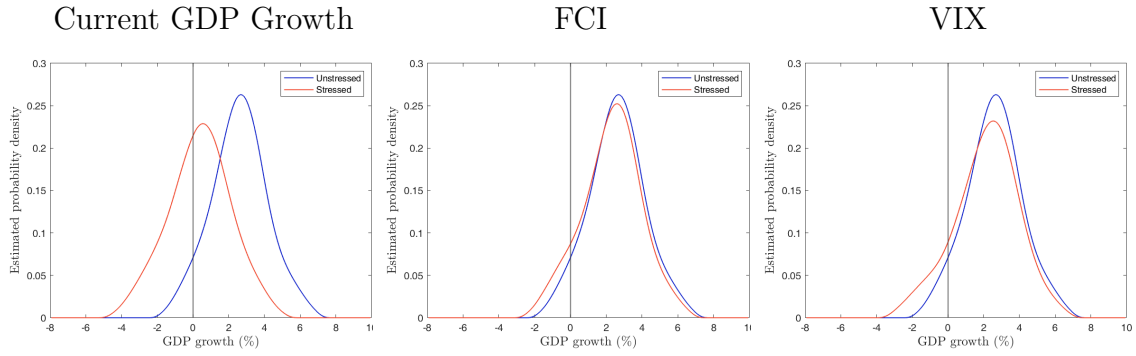 Current GDP Growth
Estimated probability density
0.3
0.25
0.2
0.15
0.1
0.05
0
-8 -6 -4 -2 0 2 4 6 8 10
GDP growth (%)
Unstressed
Stressed
FCI
Estimated probability density
0.3
0.25
0.2
0.15
0.1
0.05
0
-8 -6 -4 -2 0 2 4 6 8 10
GDP growth (%)
Unstressed
Stressed
VIX
Estimated probability density
0.3
0.25
0.2
0.15
0.1
0.05
0
-8 -6 -4 -2 0 2 4 6 8 10
GDP growth (%)
Unstressed
Stressed